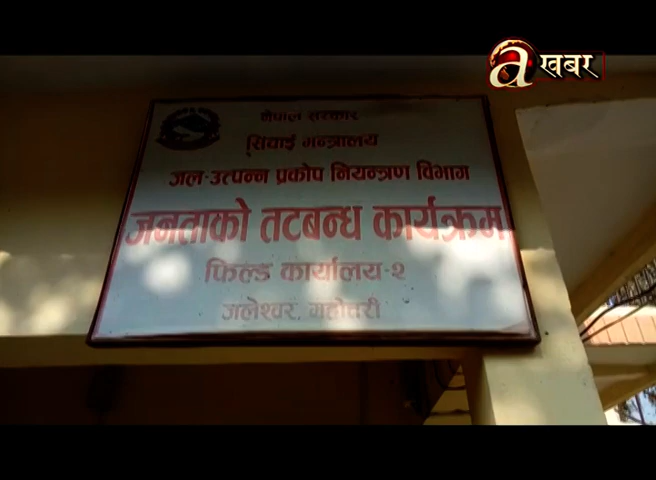 a खबर
नेपाल सरकार
सिंचाई मन्त्रालय
जल-उत्पन्न प्रकोप नियन्त्रण विभाग
जनताको तटबन्ध कार्यक्रम
फिल्ड कार्यालय-२
जलेश्वर, महोत्तरी